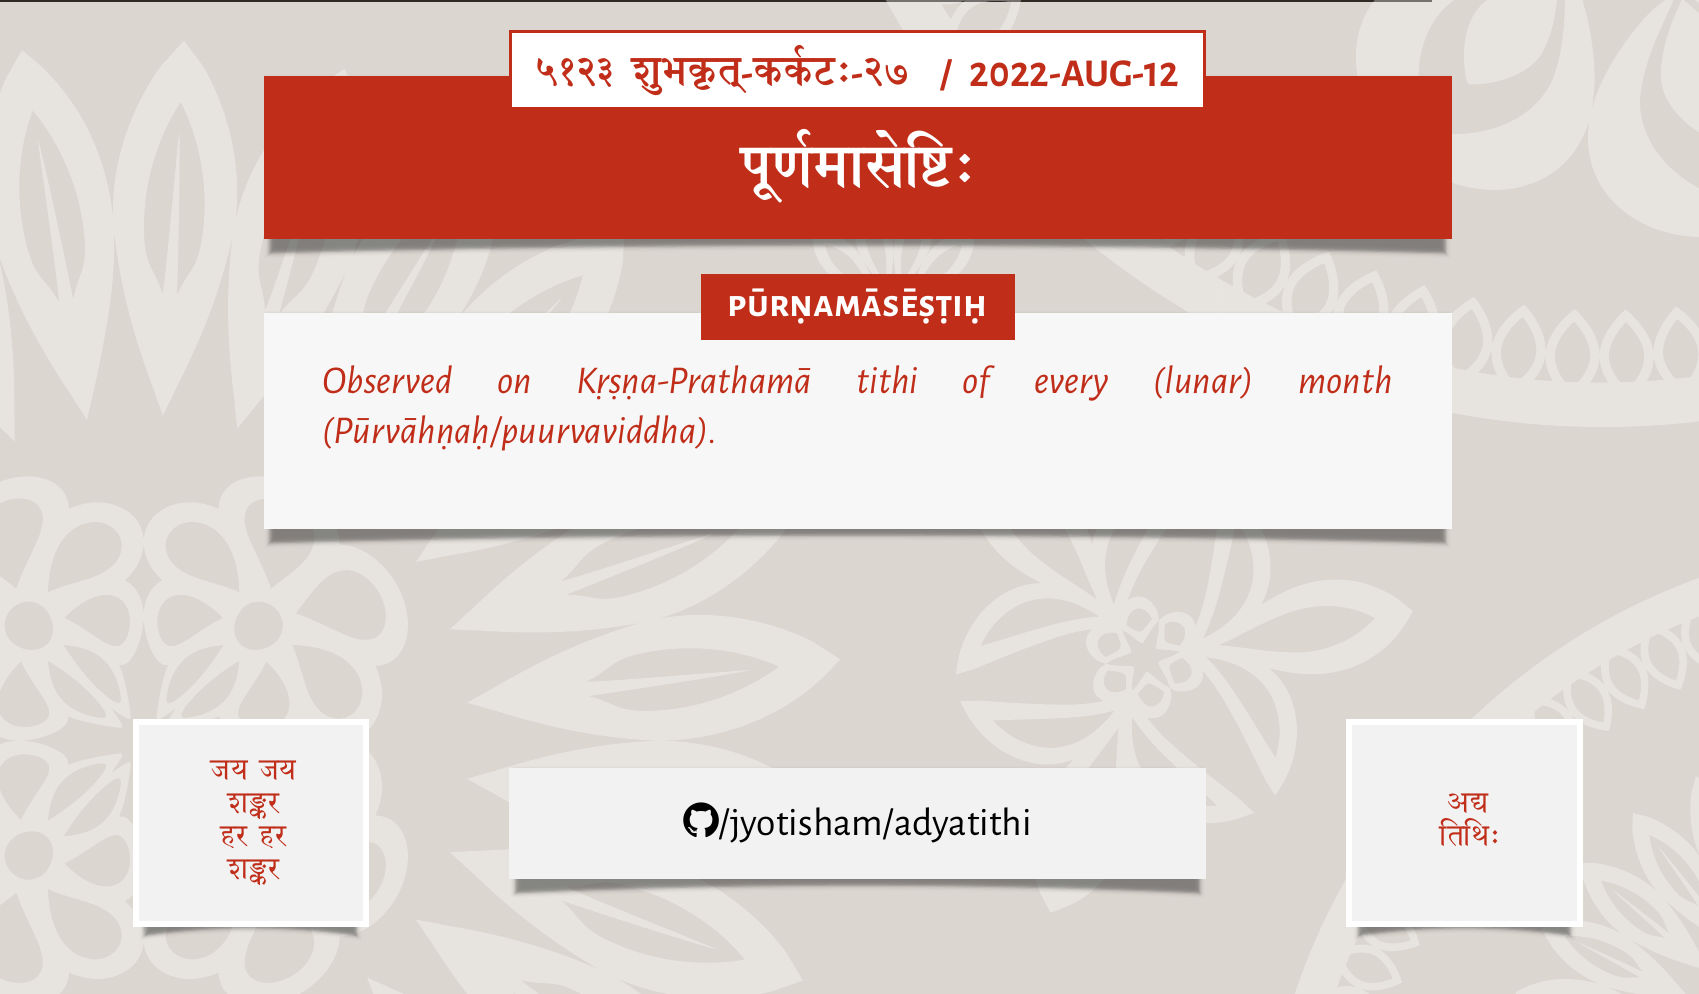 ५१२३ शुभकृत्-कर्कटः-२७ / 2022-AUG-12
पूर्णमासेष्टिः
PŪRṆAMĀSĒṢṬIḤ
Observed on Kṛṣṇa-Prathamā tithi of every (lunar) month
(Pūrvāhṇaḥ/puurvaviddha).
जय जय
शङ्कर
हर हर
शङ्कर
/jyotisham/adyatithi
अद्य
तिथिः